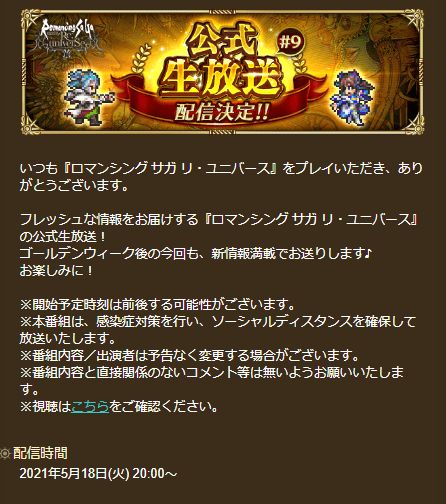 Romancing SaGa
Re;univerSe
公式
#9
生放送
配信決定!!
いつも『ロマンシング サガ リ・ユニバース』をプレイいただき、あり
がとうございます。
フレッシュな情報をお届けする『ロマンシング サガ リ・ユニバース』
の公式生放送！
ゴールデンウィーク後の今回も、新情報満載でお送りします♪
お楽しみに！
※開始予定時刻は前後する可能性がございます。
※本番組は、感染症対策を行い、ソーシャルディスタンスを確保して
放送いたします。
※番組内容／出演者は予告なく変更する場合がございます。
※番組内容と直接関係のないコメント等は無いようお願いいたしま
す。
※視聴はこちらをご確認ください。
配信時間
2021年5月18日(火) 20:00～